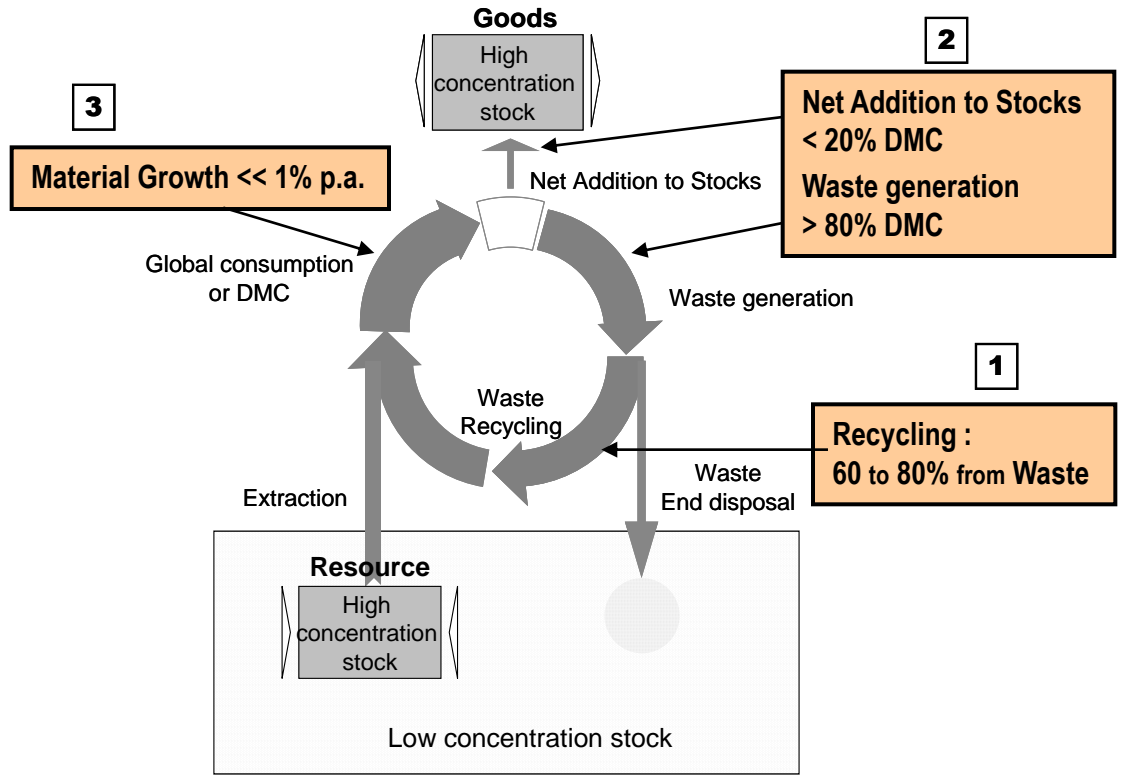 Goods
High
concentration
stock
2
Net Addition to Stocks
< 20% DMC
Waste generation
> 80% DMC
3
Material Growth << 1% p.a.
Net Addition to Stocks
Global consumption
or DMC
Waste generation
1
Recycling :
60 to 80% from Waste
Waste
Recycling
Waste
End disposal
Extraction
Resource
High
concentration
stock
Low concentration stock